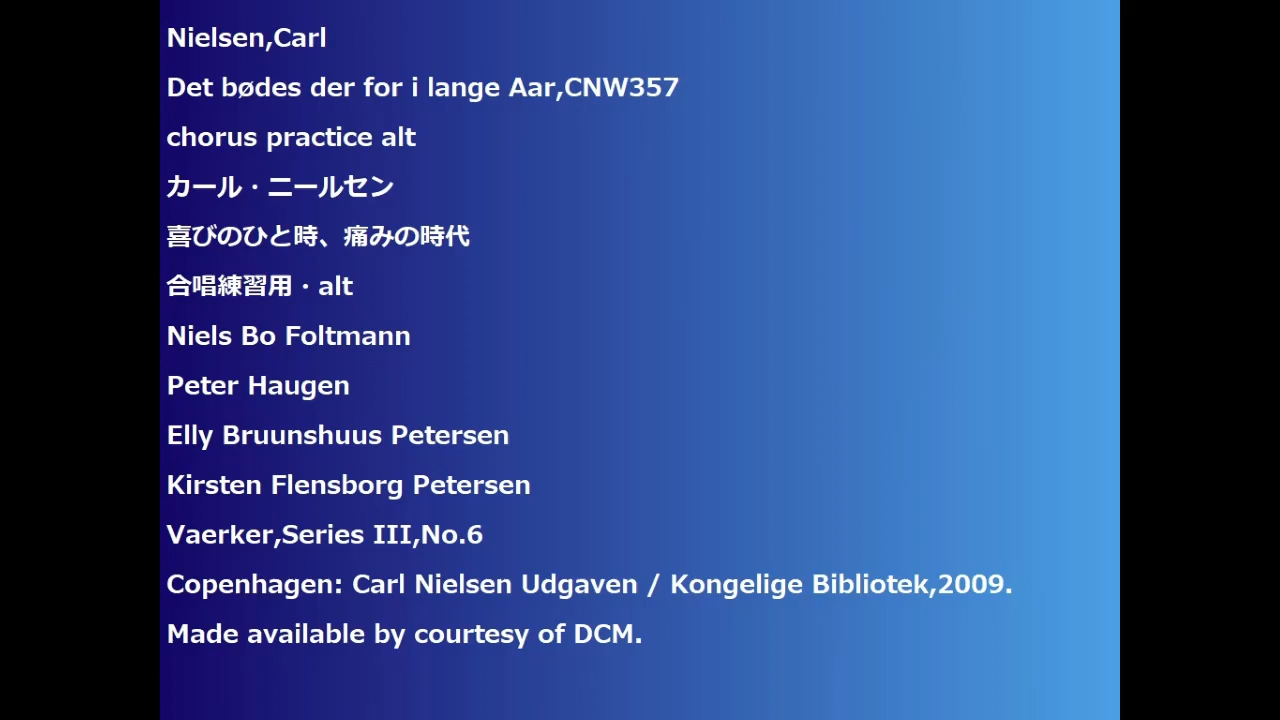 Nielsen,Carl
Det bødes der for i lange Aar,CNW357
chorus practice alt
カール・ニールセン
喜びのひと時、痛みの時代
合唱練習用・alt
Niels Bo Foltmann
Peter Haugen
Elly Bruunshuus Petersen
Kirsten Flensborg Petersen
Vaerker,Series III,No.6
Copenhagen: Carl Nielsen Udgaven / Kongelige Bibliotek,2009.
Made available by courtesy of DCM.